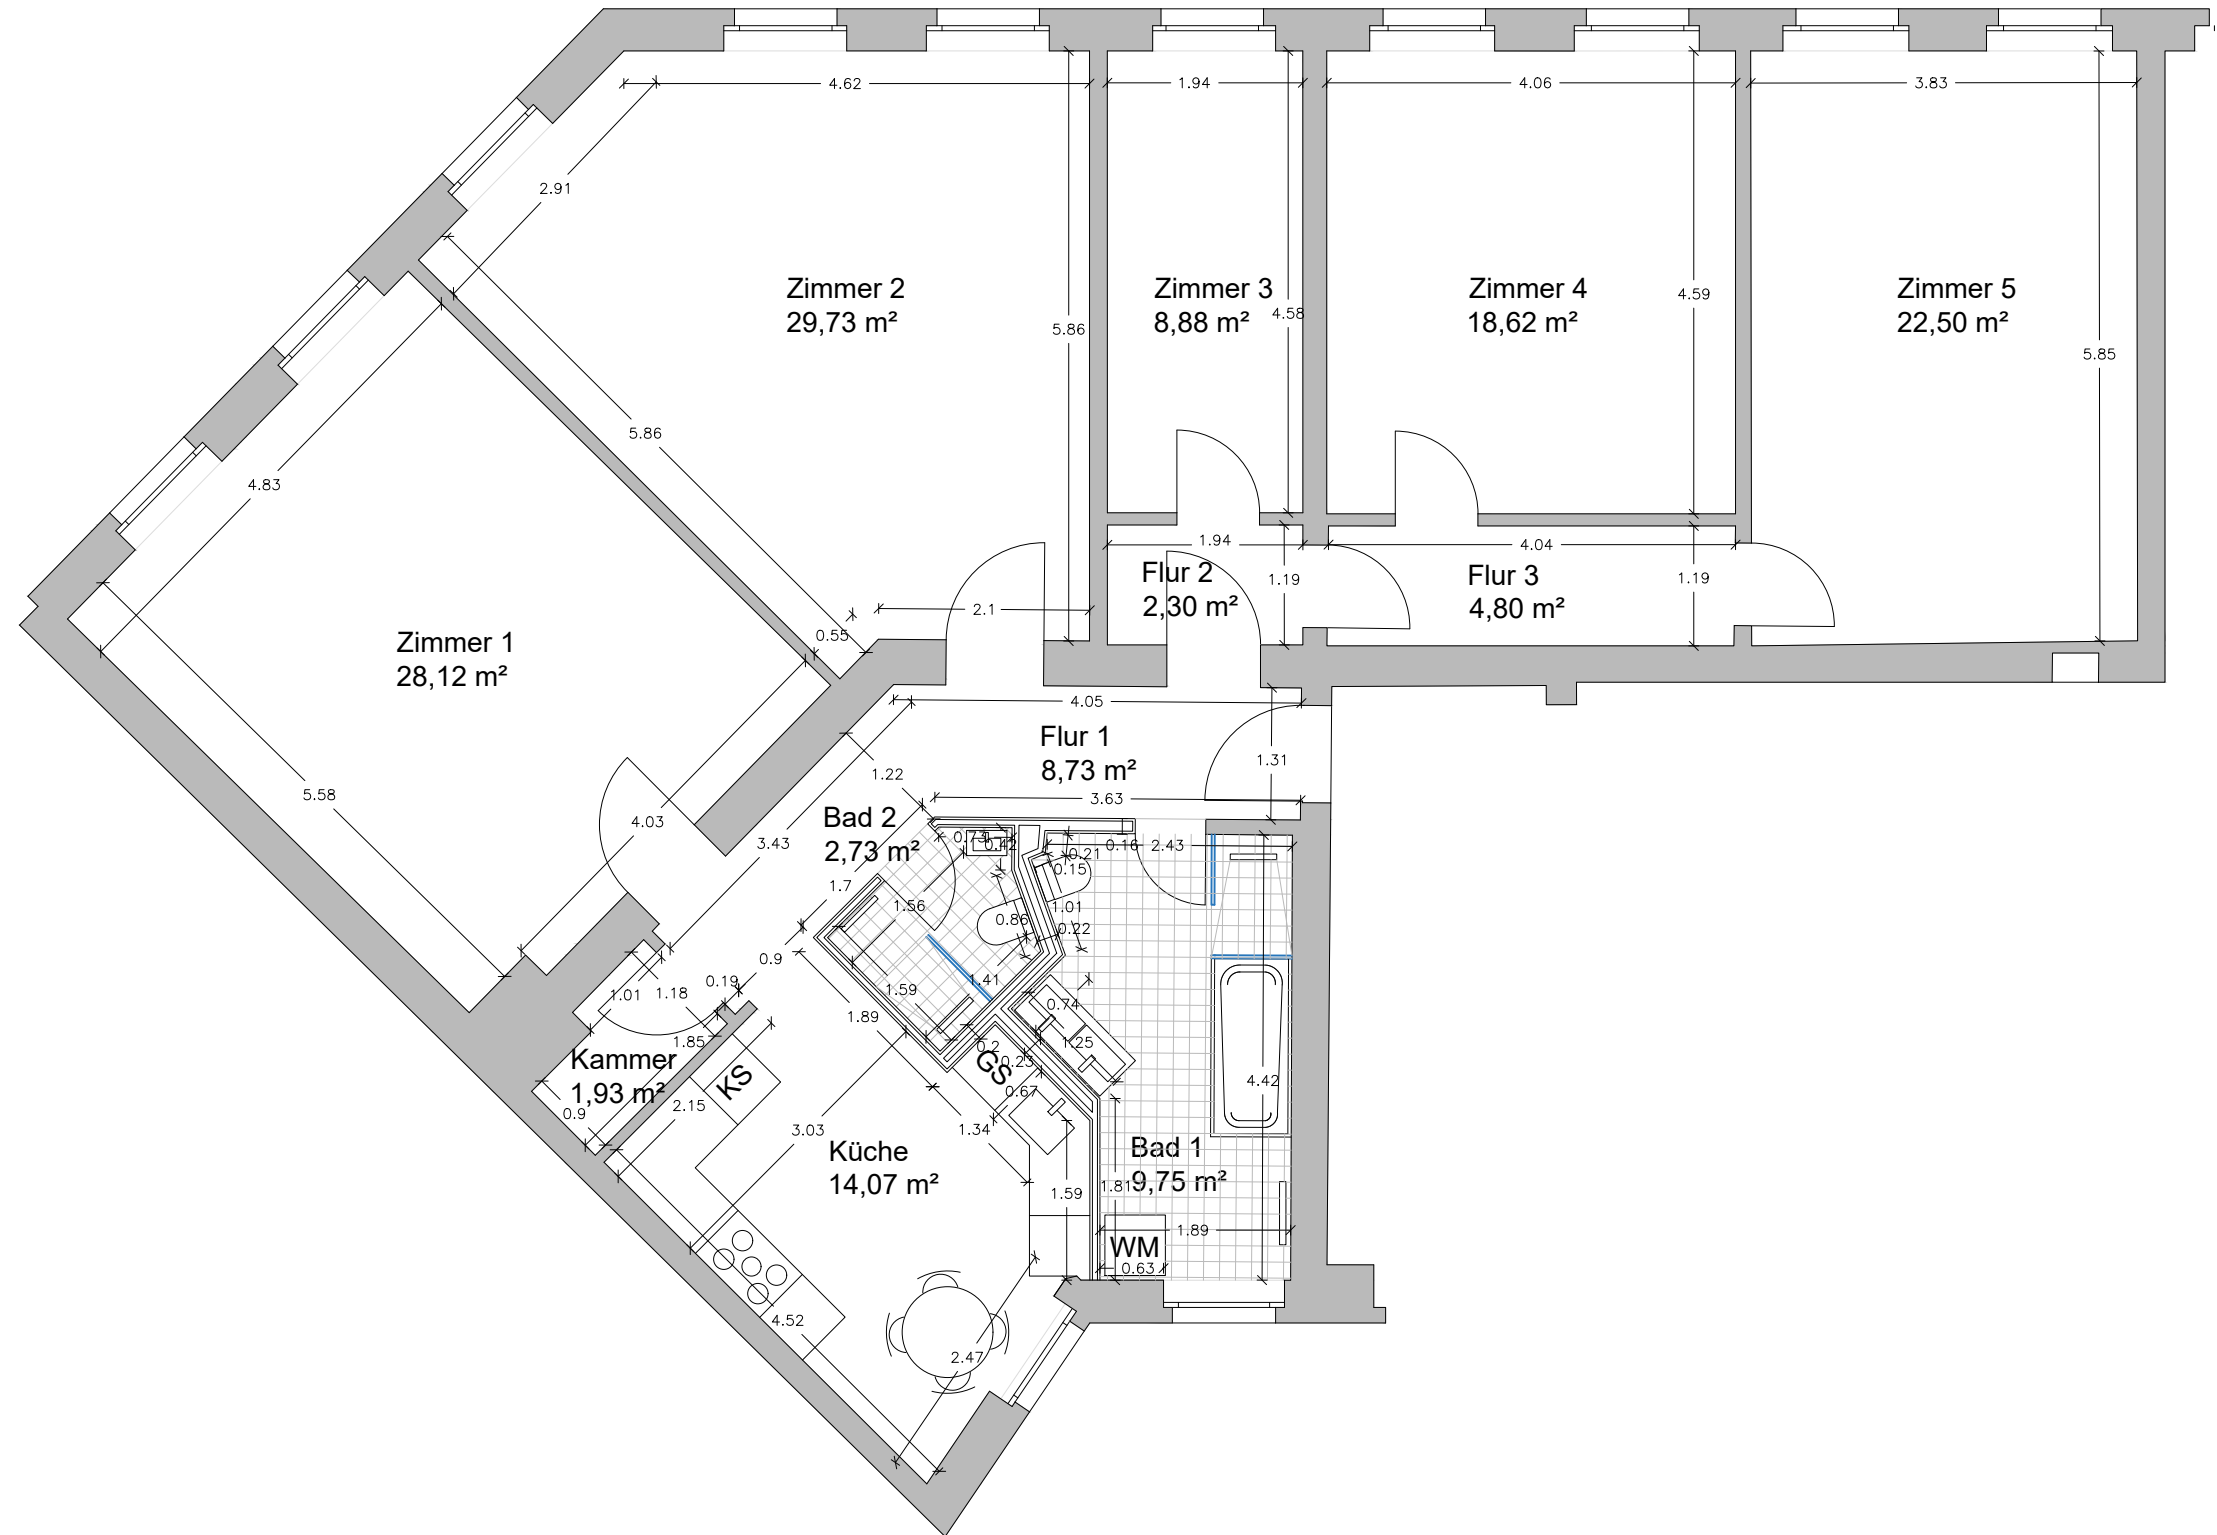 4.62
1.94
4.06
3.83
2.91
Zimmer 2
29,73 m²
Zimmer 3
8,88 m²
4.58
Zimmer 4
18,62 m²
4.59
Zimmer 5
22,50 m²
5.86
5.85
5.86
4.83
1.94
4.04
Flur 2
2,30 m²
1.19
Flur 3
4,80 m²
1.19
2.1
0.55
Zimmer 1
28,12 m²
4.05
Flur 1
8,73 m²
1.31
1.22
3.63
5.58
4.03
3.43
Bad 2
2,73 m²
0.73
0.42
0.16
2.43
0.21
0.15
1.7
1.56
0.86
1.01
0.22
0.9
0.19
1.41
1.01
1.18
1.59
0.74
1.89
1.85
0.2
0.23
1.25
Kammer
1,93 m²
KS
GS
0.67
4.42
0.9
2.15
3.03
1.34
Küche
14,07 m²
Bad 1
9,75 m²
1.59
1.81
1.89
WM
0.63
4.52
2.47